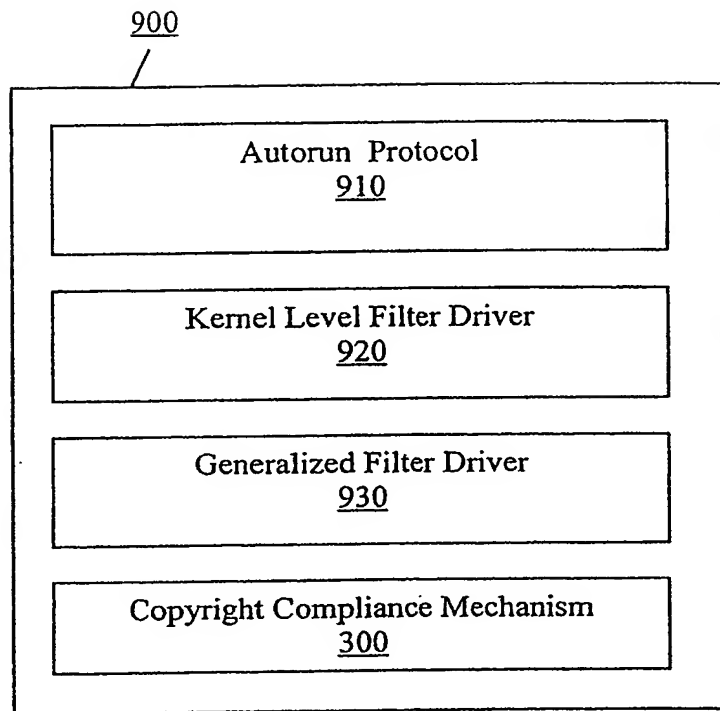 900
Autorun Protocol
910
Kernel Level Filter Driver
920
Generalized Filter Driver
930
Copyright Compliance Mechanism
300